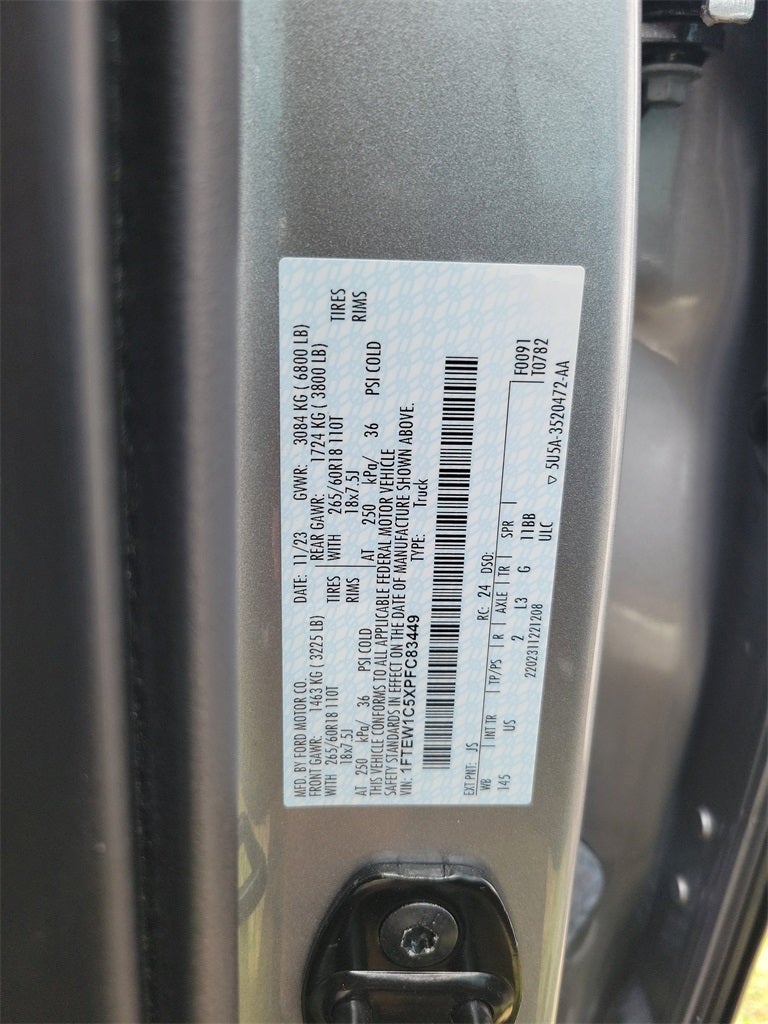 MFD. BY FORD MOTOR CO. DATE: 11/23 GVWR: 3084 KG ( 6800 LB)
FRONT GAWR: 1463 KG ( 3225 LB) REAR GAWR: 1724 KG ( 3800 LB)
WITH 265/60R18 110T TIRES WITH 265/60R18 110T TIRES
18x7.5J RIMS 18x7.5J RIMS
AT 250 kPa/ 36 PSI COLD AT 250 kPa/ 36 PSI COLD
THIS VEHICLE CONFORMS TO ALL APPLICABLE FEDERAL MOTOR VEHICLE
SAFETY STANDARDS IN EFFECT ON THE DATE OF MANUFACTURE SHOWN ABOVE.
VIN: 1FTEW1C5XPFC83449 TYPE: Truck
EXT PNT: JS RC: 24 DSO:
WB INT TR TP/PS R AXLE TR SPR F0091
145 US 2 L3 G 11BB T0782
ULC
2202311221208
▽ 5U5A-3520472-AA